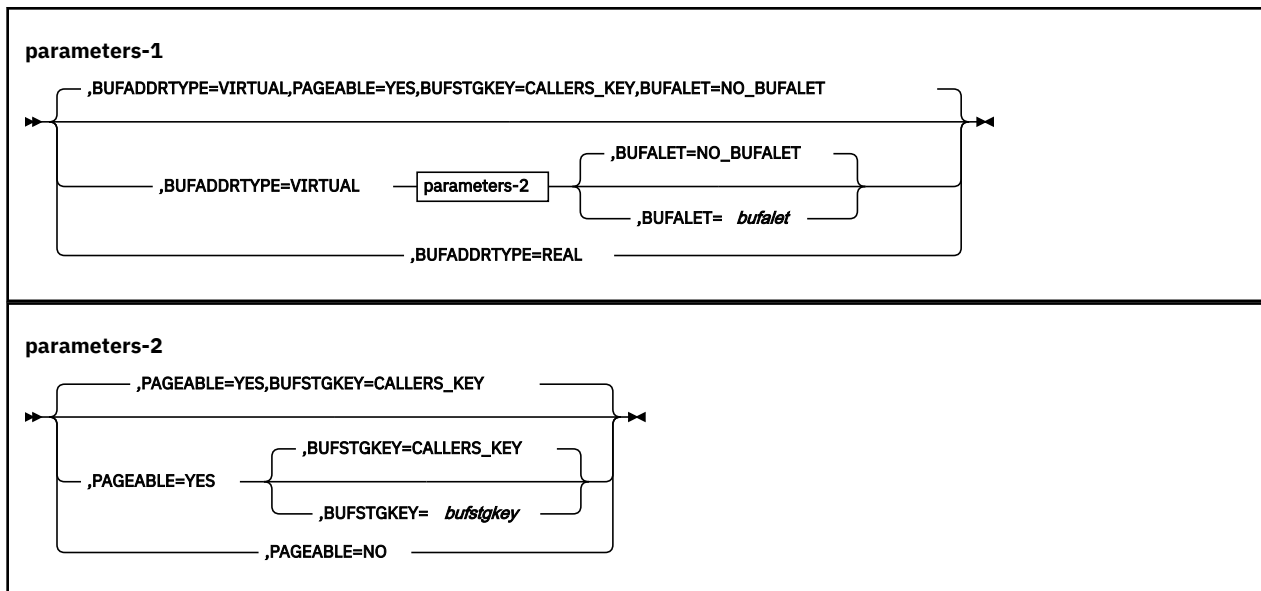 parameters-1
,BUFADDRTYPE=VIRTUAL,PAGEABLE=YES,BUFSTGKEY=CALLERS_KEY,BUFALET=NO_BUFALET
,BUFALET=NO_BUFALET
,BUFADDRTYPE=VIRTUAL parameters-2
,BUFALET= bufalet
,BUFADDRTYPE=REAL
parameters-2
,PAGEABLE=YES,BUFSTGKEY=CALLERS_KEY
,BUFSTGKEY=CALLERS_KEY
,PAGEABLE=YES
,BUFSTGKEY= bufstgkey
,PAGEABLE=NO